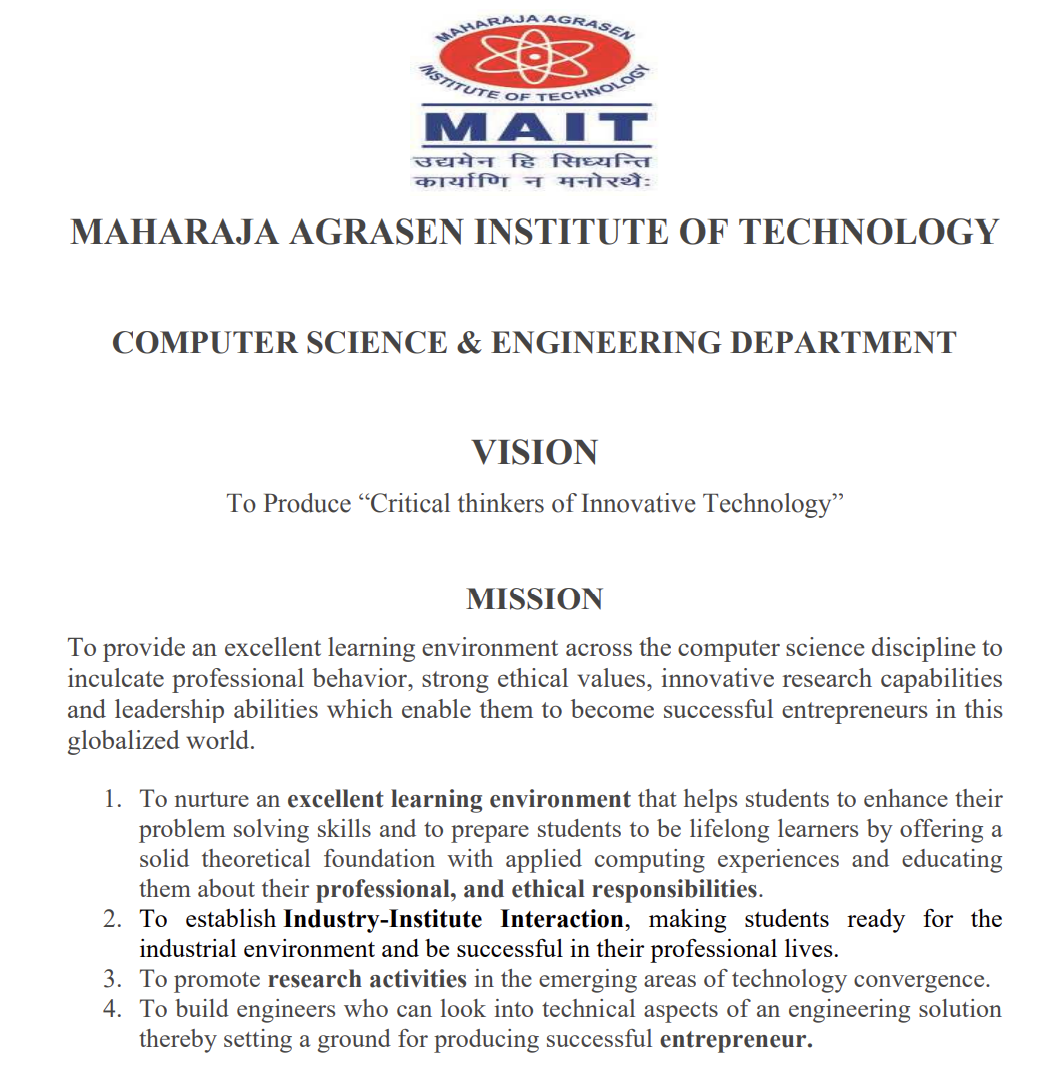 MAHARAJA AGRASEN
INSTITUTE OF TECHNOLOGY
MAIT
उद्यमेन हि सिध्यन्ति
कार्याणि न मनोरथैः
MAHARAJA AGRASEN INSTITUTE OF TECHNOLOGY
COMPUTER SCIENCE & ENGINEERING DEPARTMENT
VISION
To Produce “Critical thinkers of Innovative Technology”
MISSION
To provide an excellent learning environment across the computer science discipline to
inculcate professional behavior, strong ethical values, innovative research capabilities
and leadership abilities which enable them to become successful entrepreneurs in this
globalized world.
1. To nurture an excellent learning environment that helps students to enhance their
problem solving skills and to prepare students to be lifelong learners by offering a
solid theoretical foundation with applied computing experiences and educating
them about their professional, and ethical responsibilities.
2. To establish Industry-Institute Interaction, making students ready for the
industrial environment and be successful in their professional lives.
3. To promote research activities in the emerging areas of technology convergence.
4. To build engineers who can look into technical aspects of an engineering solution
thereby setting a ground for producing successful entrepreneur.